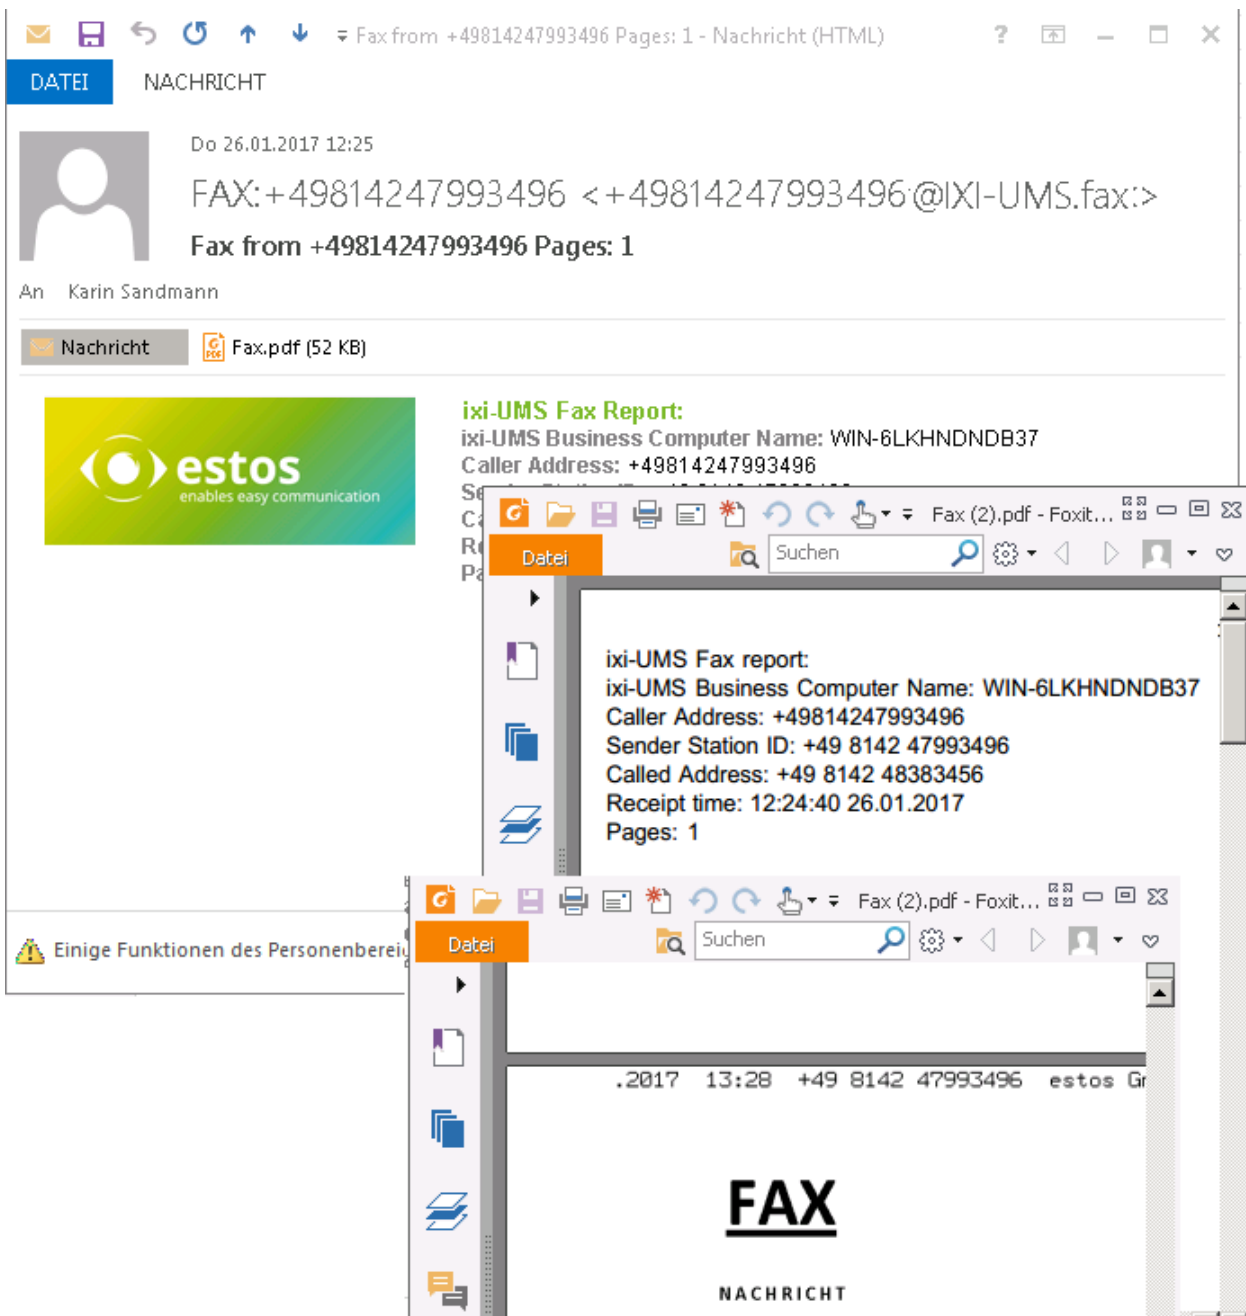 Fax from +49814247993496 Pages: 1 - Nachricht (HTML)
DATEI NACHRICHT
Do 26.01.2017 12:25
FAX:+49814247993496 <+49814247993496@IXI-UMS.fax:>
Fax from +49814247993496 Pages: 1
An Karin Sandmann
Nachricht
PDF
Fax.pdf (52 KB)
estos
enables easy communication
ixi-UMS Fax Report:
ixi-UMS Business Computer Name: WIN-6LKHNDNDB37
Caller Address: +49814247993496
Fax (2).pdf - Foxit...
Datei
Suchen
ixi-UMS Fax report:
ixi-UMS Business Computer Name: WIN-6LKHNDNDB37
Caller Address: +49814247993496
Sender Station ID: +49 8142 47993496
Called Address: +49 8142 48383456
Receipt time: 12:24:40 26.01.2017
Pages: 1
Einige Funktionen des Personenberei
Fax (2).pdf - Foxit...
Datei
Suchen
.2017 13:28 +49 8142 47993496 estos G
FAX
NACHRICHT